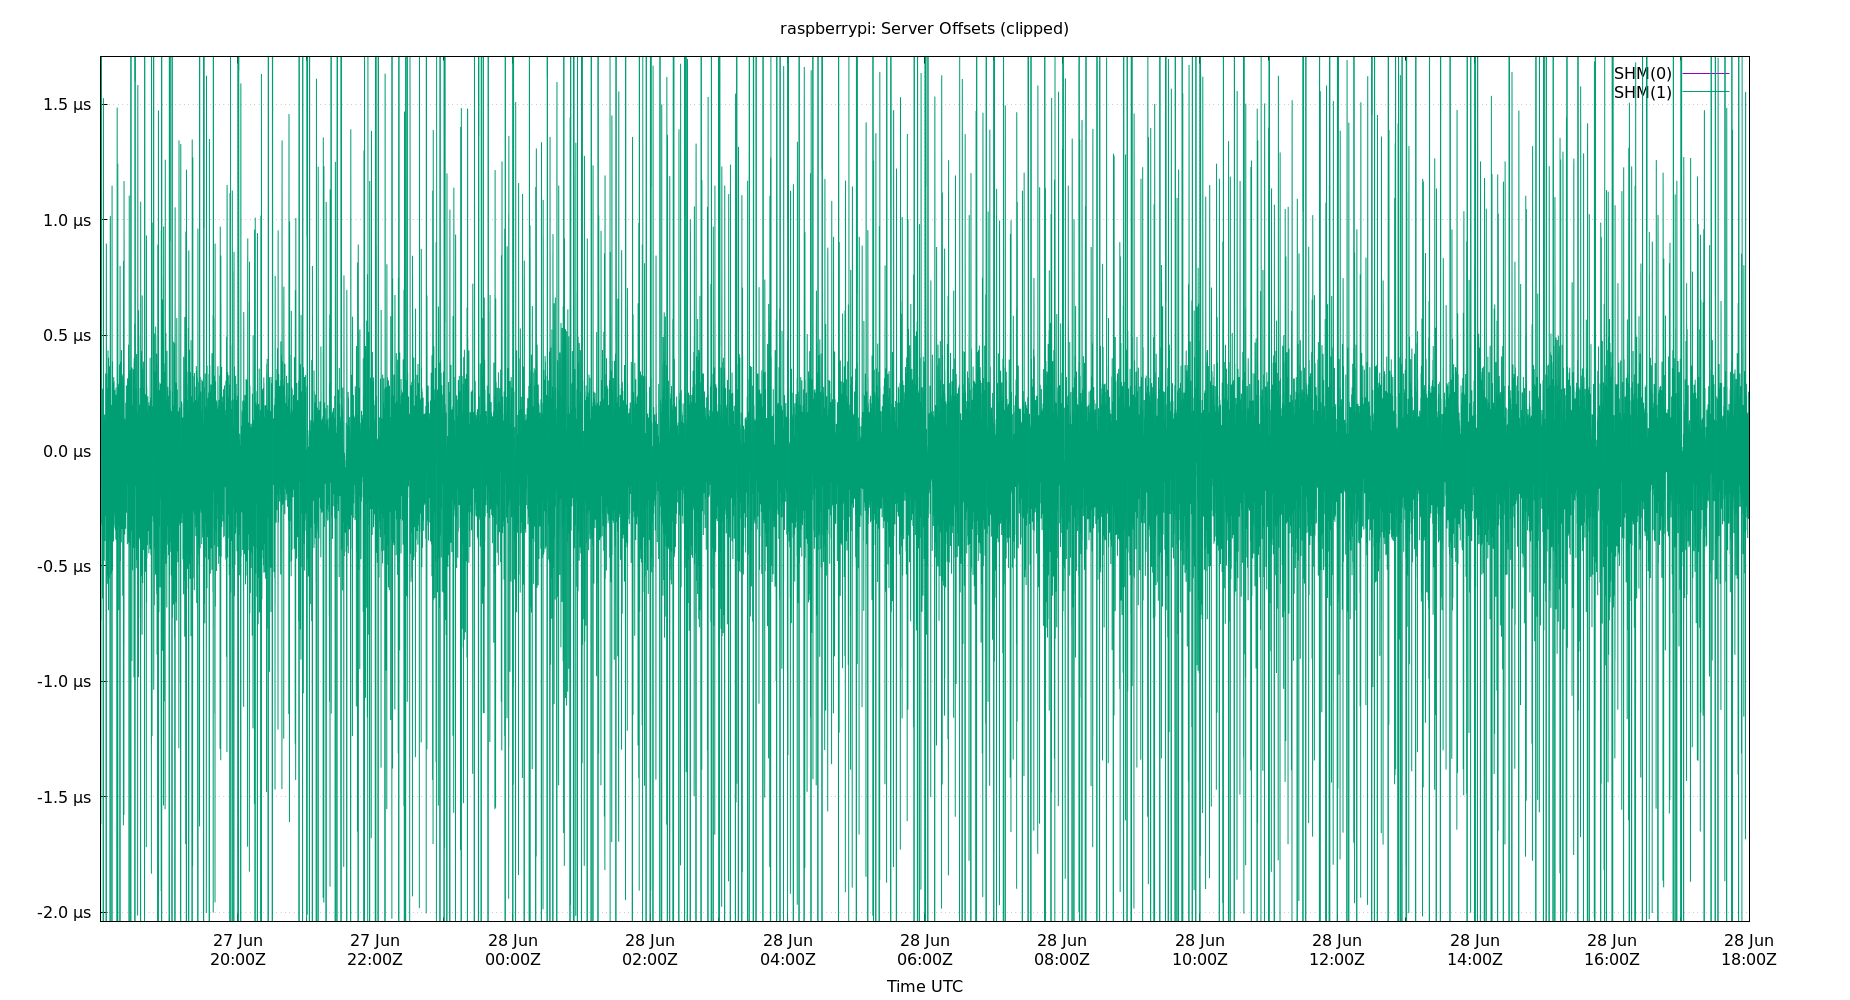 raspberrypi: Server Offsets (clipped)
SHM(0)
SHM(1)
1.5 µs
1.0 µs
0.5 µs
0.0 µs
-0.5 µs
-1.0 µs
-1.5 µs
-2.0 µs
27 Jun 27 Jun 28 Jun 28 Jun 28 Jun 28 Jun 28 Jun 28 Jun 28 Jun 28 Jun 28 Jun 28 Jun
20:00Z 22:00Z 00:00Z 02:00Z 04:00Z 06:00Z 08:00Z 10:00Z 12:00Z 14:00Z 16:00Z 18:00Z
Time UTC